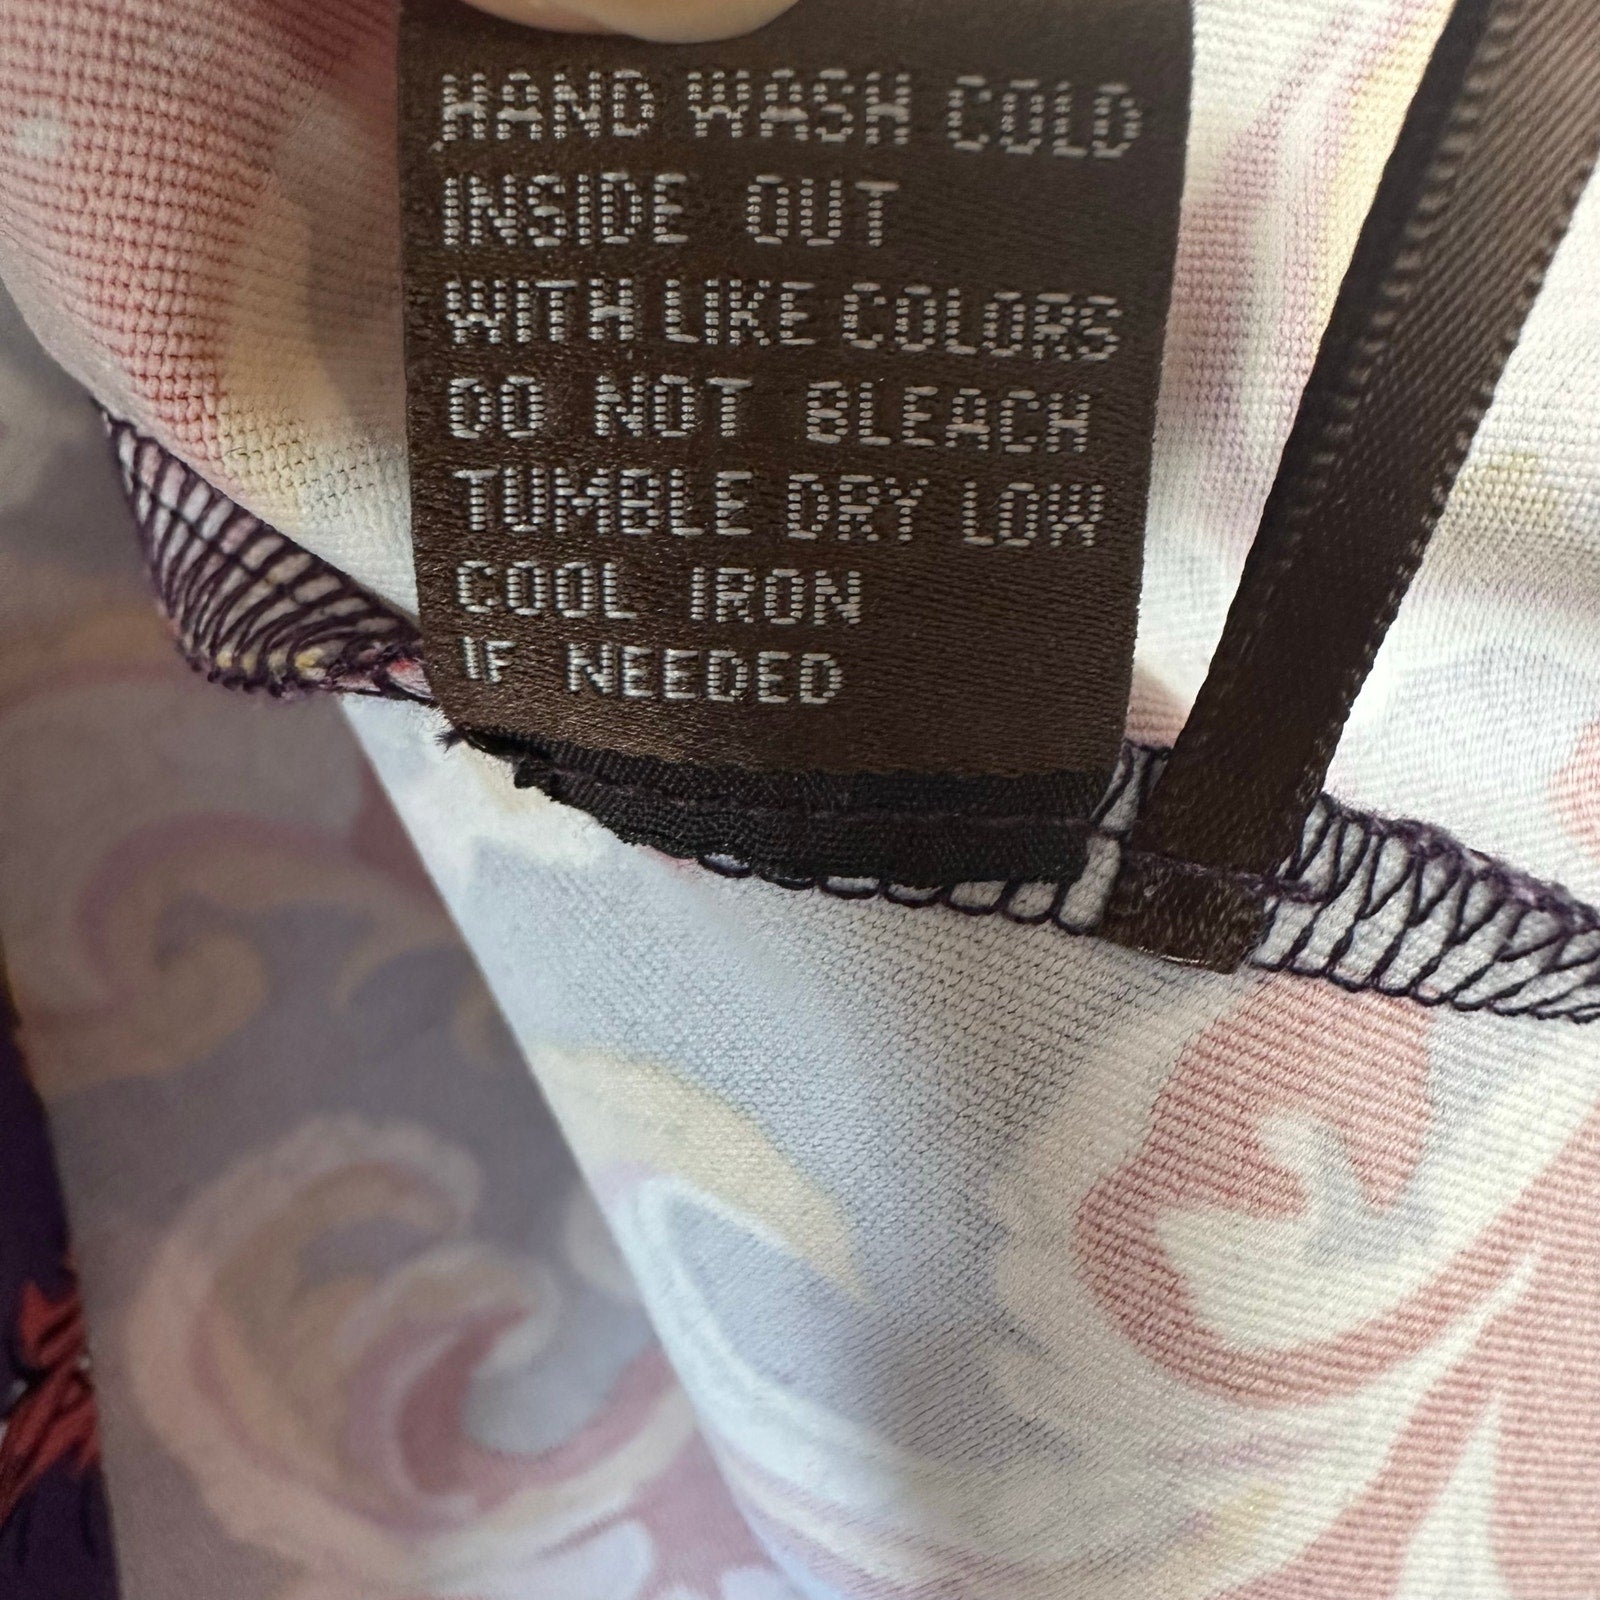 HAND WASH COLD
INSIDE OUT
WITH LIKE COLORS
DO NOT BLEACH
TUMBLE DRY LOW
COOL IRON
IF NEEDED